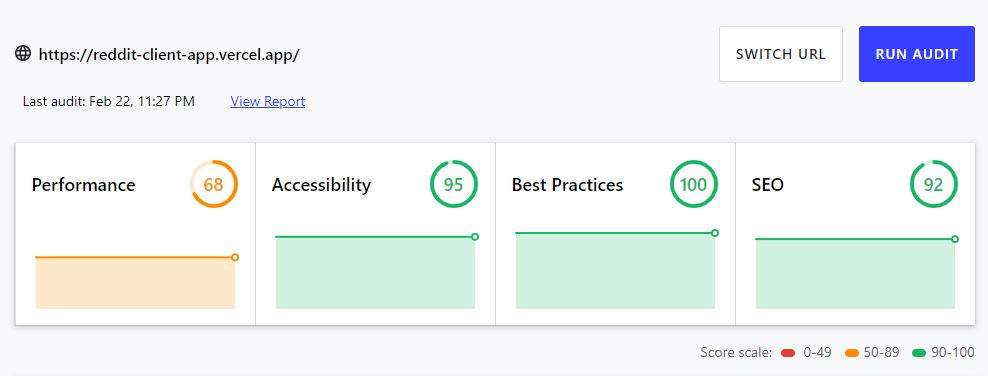 https://reddit-client-app.vercel.app/ SWITCH URL RUN AUDIT
Last audit: Feb 22, 11:27 PM View Report
Performance 68 Accessibility 95 Best Practices 100 SEO 92
Score scale: 0-49 50-89 90-100